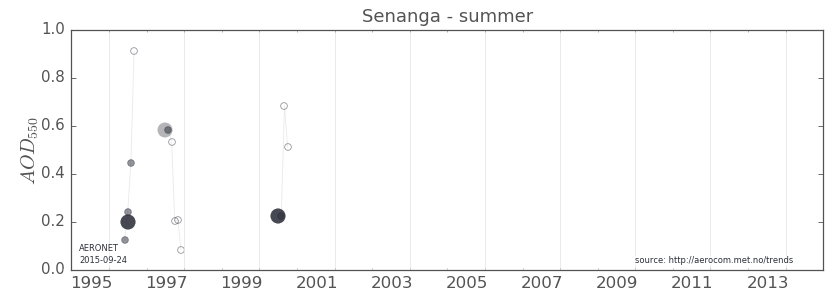 Senanga - summer
1.0
0.8
0.6
0.4
0.2
0.0
AOD550
AERONET
2015-09-24
source: http://aerocom.met.no/trends
1995 1997 1999 2001 2003 2005 2007 2009 2011 2013